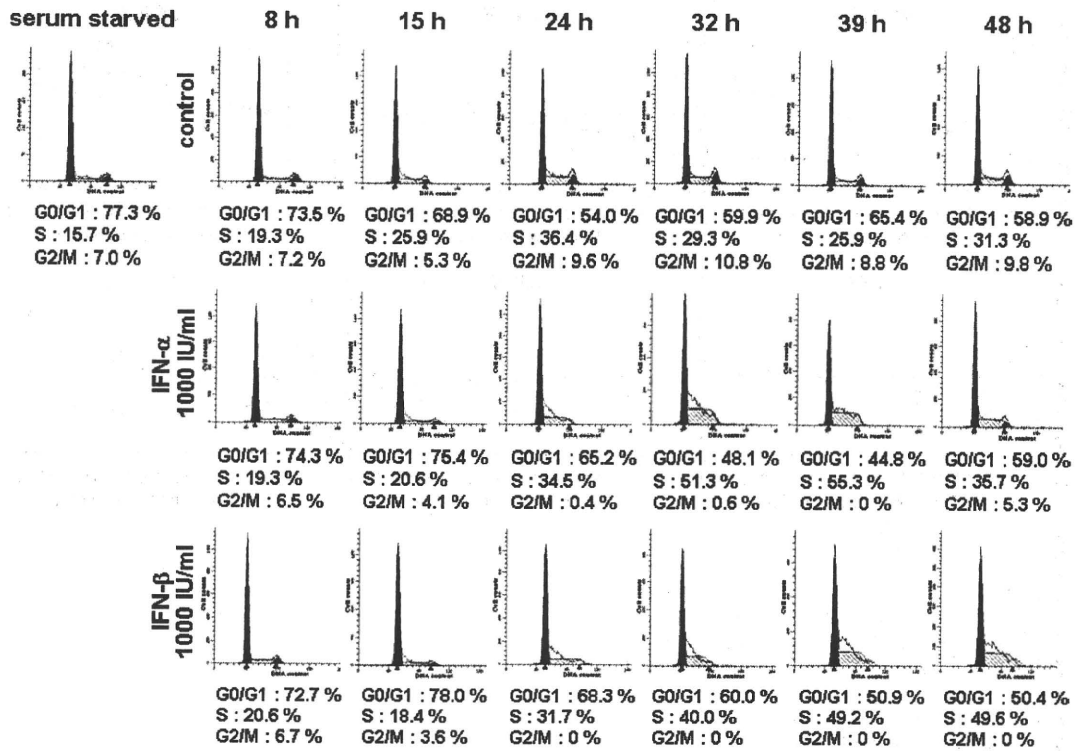 serum starved 8 h 15 h 24 h 32 h 39 h 48 h
control
G0/G1 : 77.3 % G0/G1 : 73.5 % G0/G1 : 68.9 % G0/G1 : 54.0 % G0/G1 : 59.9 % G0/G1 : 65.4 % G0/G1 : 58.9 %
S : 15.7 % S : 19.3 % S : 25.9 % S : 36.4 % S : 29.3 % S : 25.9 % S : 31.3 %
G2/M : 7.0 % G2/M : 7.2 % G2/M : 5.3 % G2/M : 9.6 % G2/M : 10.8 % G2/M : 8.8 % G2/M : 9.8 %
IFN-α
1000 IU/ml
G0/G1 : 74.3 % G0/G1 : 75.4 % G0/G1 : 65.2 % G0/G1 : 48.1 % G0/G1 : 44.8 % G0/G1 : 59.0 %
S : 19.3 % S : 20.6 % S : 34.5 % S : 51.3 % S : 55.3 % S : 35.7 %
G2/M : 6.5 % G2/M : 4.1 % G2/M : 0.4 % G2/M : 0.6 % G2/M : 0 % G2/M : 5.3 %
IFN-β
1000 IU/ml
G0/G1 : 72.7 % G0/G1 : 78.0 % G0/G1 : 68.3 % G0/G1 : 60.0 % G0/G1 : 50.9 % G0/G1 : 50.4 %
S : 20.6 % S : 18.4 % S : 31.7 % S : 40.0 % S : 49.2 % S : 49.6 %
G2/M : 6.7 % G2/M : 3.6 % G2/M : 0 % G2/M : 0 % G2/M : 0 % G2/M : 0 %